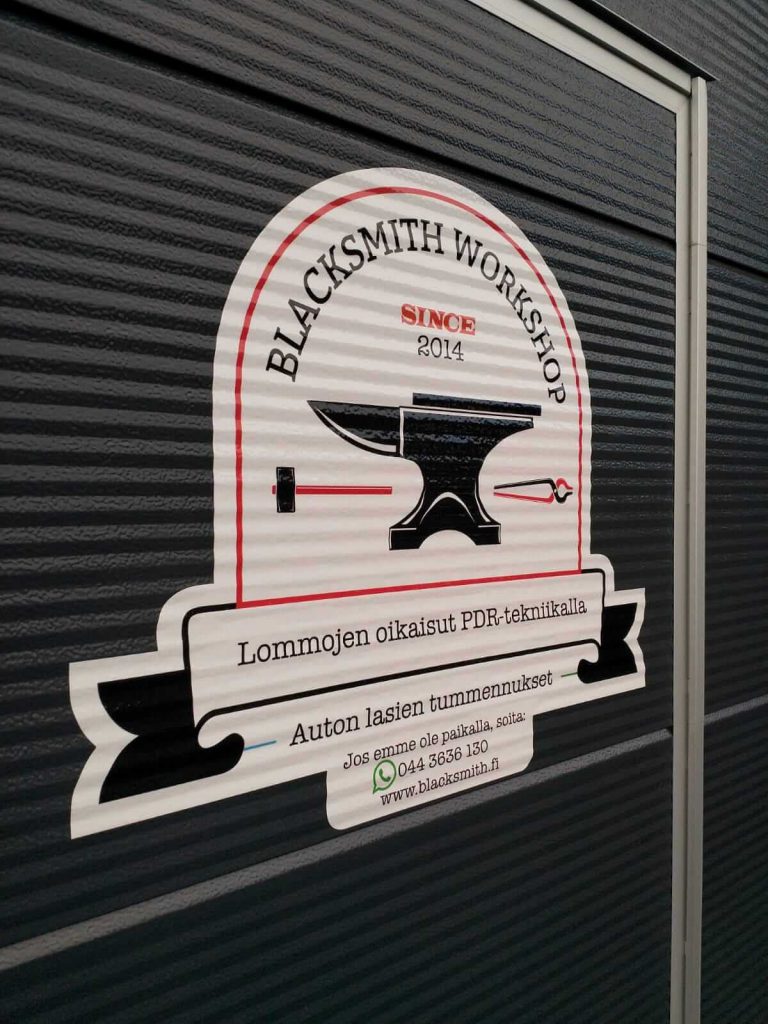 BLACKSMITH WORKSHOP
SINCE
2014
Lommojen oikaisut PDR-tekniikalla
Auton lasien tummennukset
Jos emme ole paikalla, soita:
044 3636 130
www.blacksmith.fi